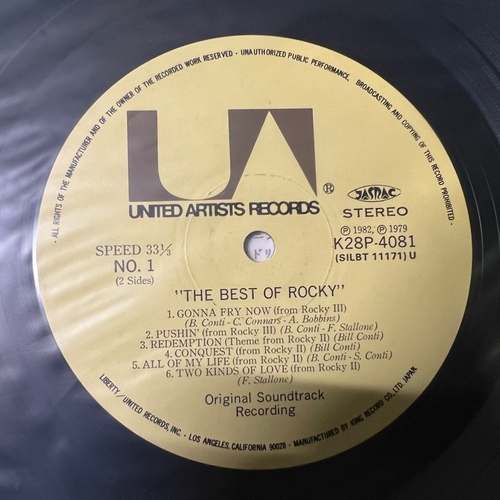 · ALL RIGHTS OF THE MANUFACTURER AND OF THE OWNER OF THE RECORDED WORK RESERVED · UNAUTHORIZED PUBLIC PERFORMANCE, BROADCASTING AND COPYING OF THIS RECORD PROHIBITED. ·
UA
®
UNITED ARTISTS RECORDS
JASRAC
STEREO
SPEED 33⅓
NO. 1
(2 Sides)
Ⓟ 1982, Ⓟ 1979
K28P-4081
(SILBT 11171) U
"THE BEST OF ROCKY"
1. GONNA FRY NOW (from Rocky III)
(B. Conti - C. Connars - A. Bobbins)
2. PUSHIN' (from Rocky III) (B. Conti - F. Stallone)
3. REDEMPTION (Theme from Rocky II) (Bill Conti)
4. CONQUEST (from Rocky II) (Bill Conti)
5. ALL OF MY LIFE (from Rocky II) (B. Conti - S. Conti)
6. TWO KINDS OF LOVE (from Rocky II)
(F. Stallone)
Original Soundtrack
Recording
LIBERTY/UNITED RECORDS, INC. · LOS ANGELES, CALIFORNIA 90028 · MANUFACTURED BY KING RECORD CO., LTD. JAPAN